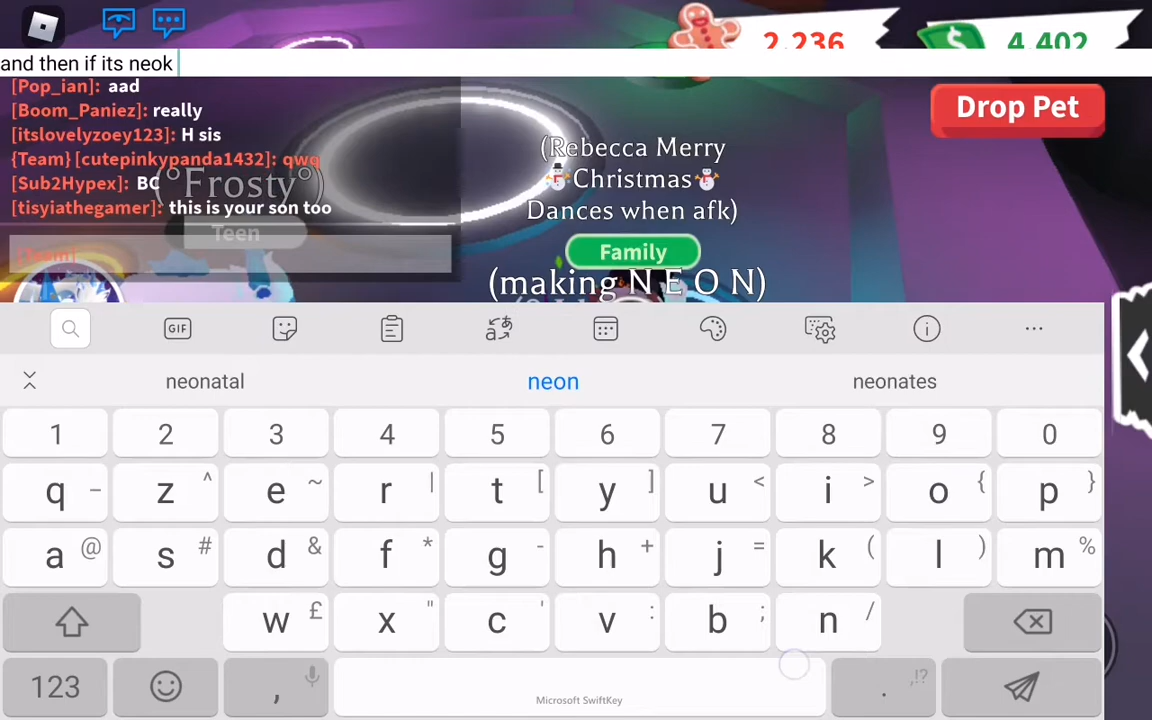 2,236
4,402
and then if its neok
[Pop_ian]: aad
[Boom_Paniez]: really
[itslovelyzoey123]: H sis
{Team} [cutepinkypanda1432]: qwq
[Sub2Hypex]: BC
[tisyiathegamer]: this is your son too
[Team]
(°Frosty°)
Teen
Drop Pet
(Rebecca Merry
⛄Christmas⛄
Dances when afk)
Family
(making N E O N)
GIF
neonatal neon neonates
1 2 3 4 5 6 7 8 9 0
q – z ^ e ~ r | t [ y ] u < i > o { p }
a @ s # d & f * g - h + j = k ( l ) m %
w £ x " c ' v : b ; n /
123 , Microsoft SwiftKey . ,!?